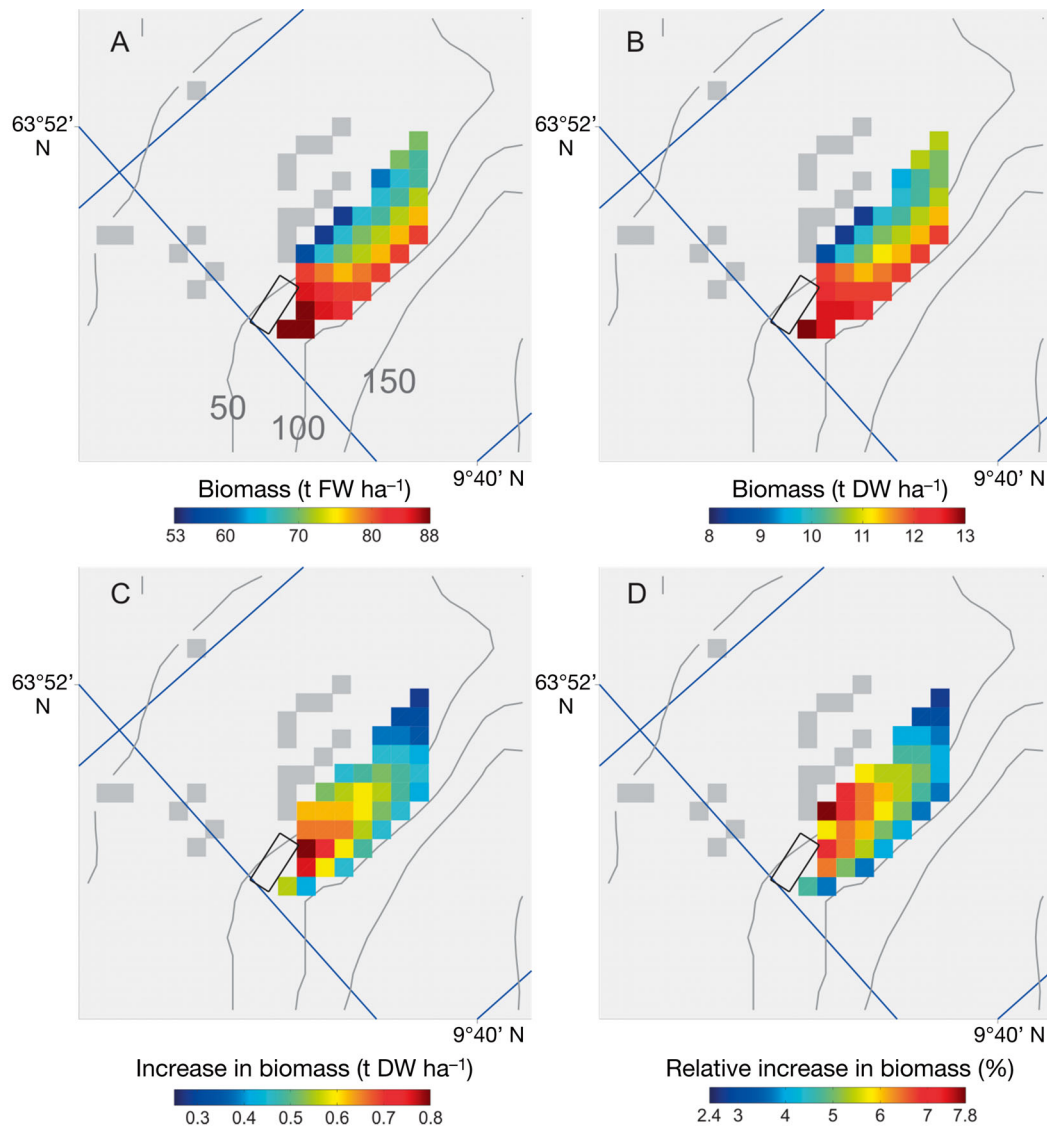 A
B
63°52'
N
63°52'
N
50
100
150
9°40' N
9°40' N
Biomass (t FW ha⁻¹)
Biomass (t DW ha⁻¹)
53 60 70 80 88
8 9 10 11 12 13
C
D
63°52'
N
63°52'
N
9°40' N
9°40' N
Increase in biomass (t DW ha⁻¹)
Relative increase in biomass (%)
0.3 0.4 0.5 0.6 0.7 0.8
2.4 3 4 5 6 7 7.8